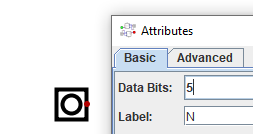 Attributes
Basic Advanced
Data Bits: 5
Label: N